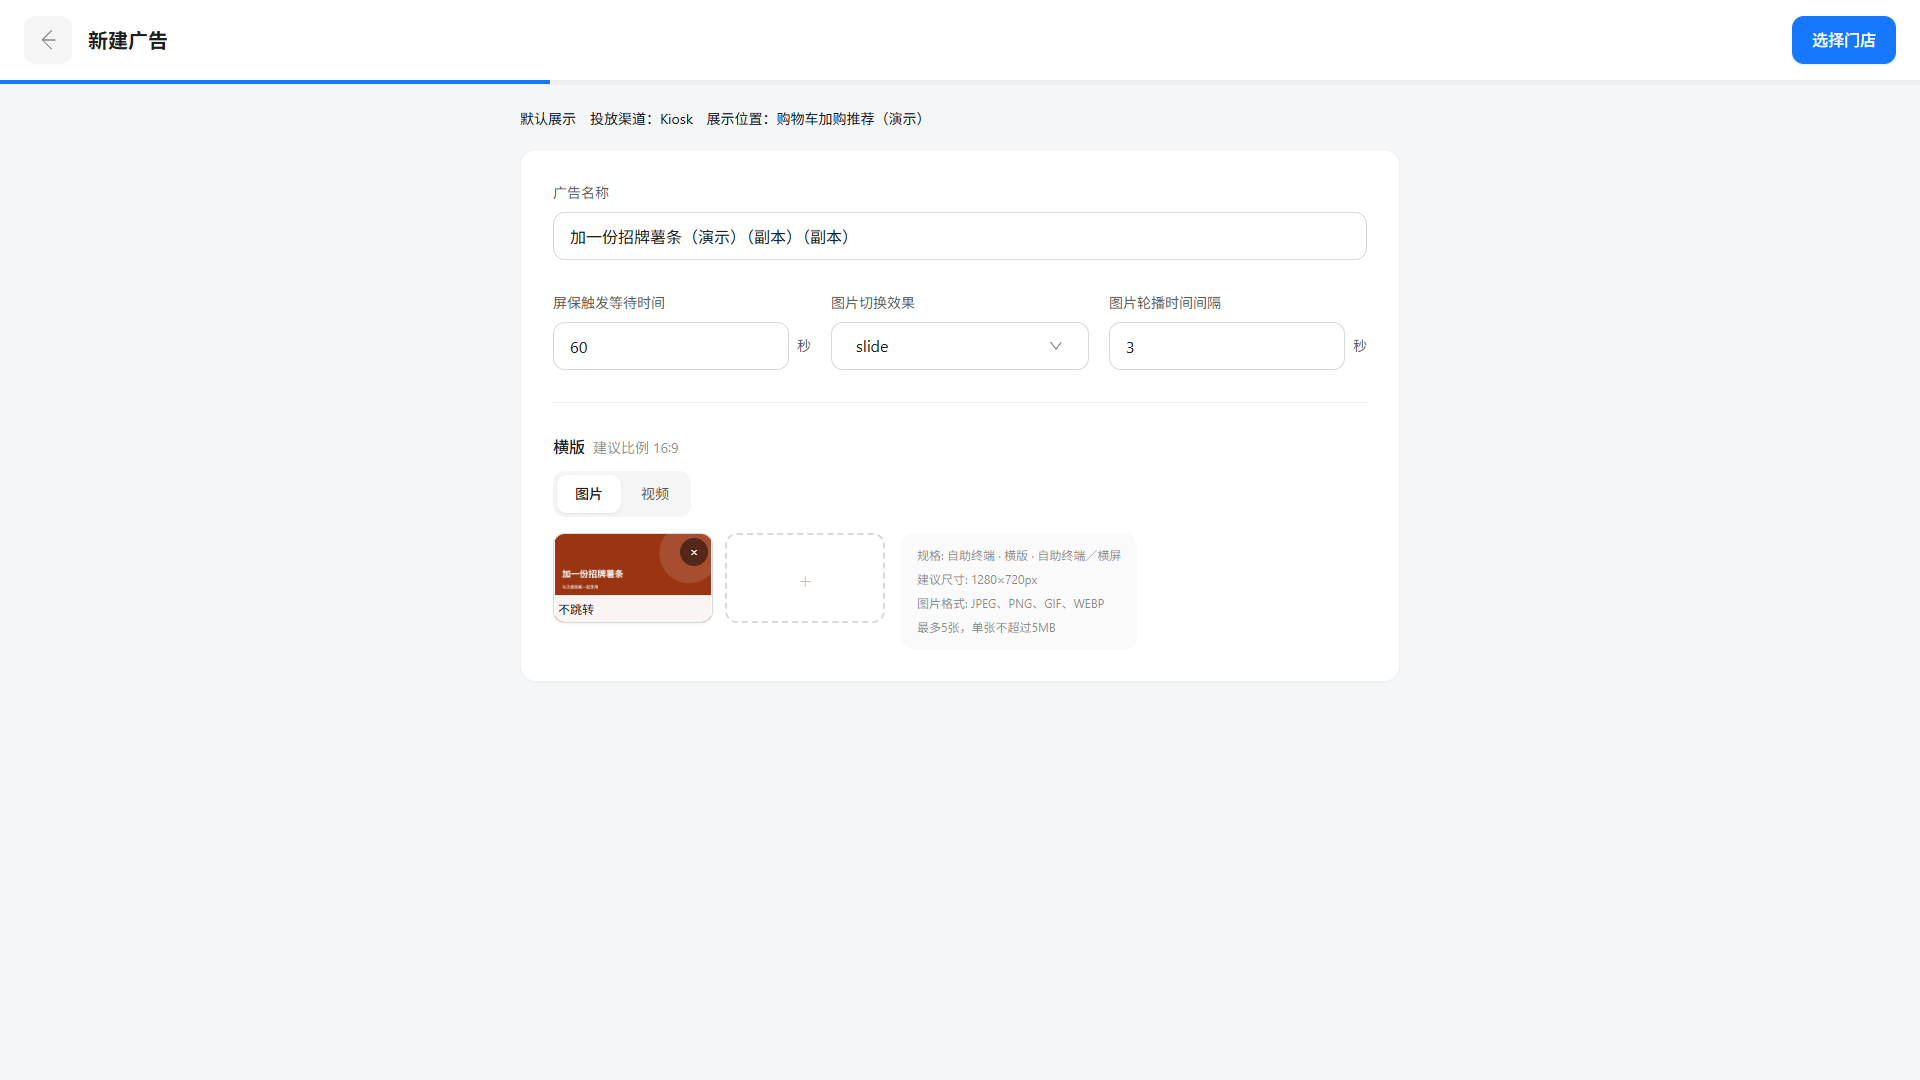 新建广告
选择门店
默认展示 投放渠道：Kiosk 展示位置：购物车加购推荐（演示）
广告名称
加一份招牌薯条（演示）（副本）（副本）
屏保触发等待时间 图片切换效果 图片轮播时间间隔
60 秒 slide 3 秒
横版 建议比例 16:9
图片 视频
加一份招牌薯条
不跳转
规格: 自助终端 · 横版 · 自助终端／横屏
建议尺寸: 1280×720px
图片格式: JPEG、PNG、GIF、WEBP
最多5张，单张不超过5MB